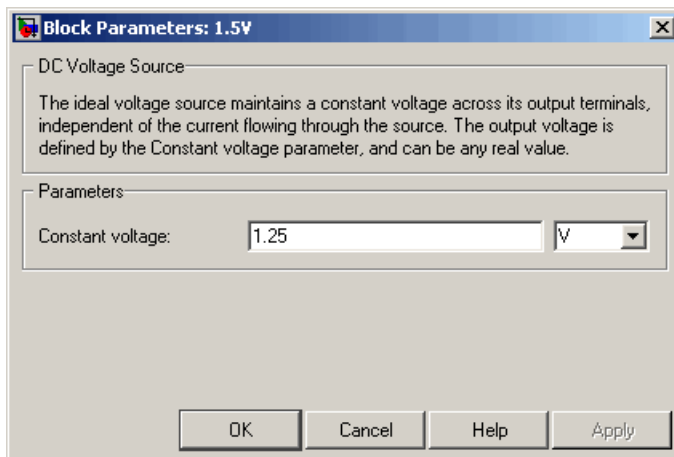 Block Parameters: 1.5V
DC Voltage Source
The ideal voltage source maintains a constant voltage across its output terminals,
independent of the current flowing through the source. The output voltage is
defined by the Constant voltage parameter, and can be any real value.
Parameters
Constant voltage: 1.25 V
OK Cancel Help Apply